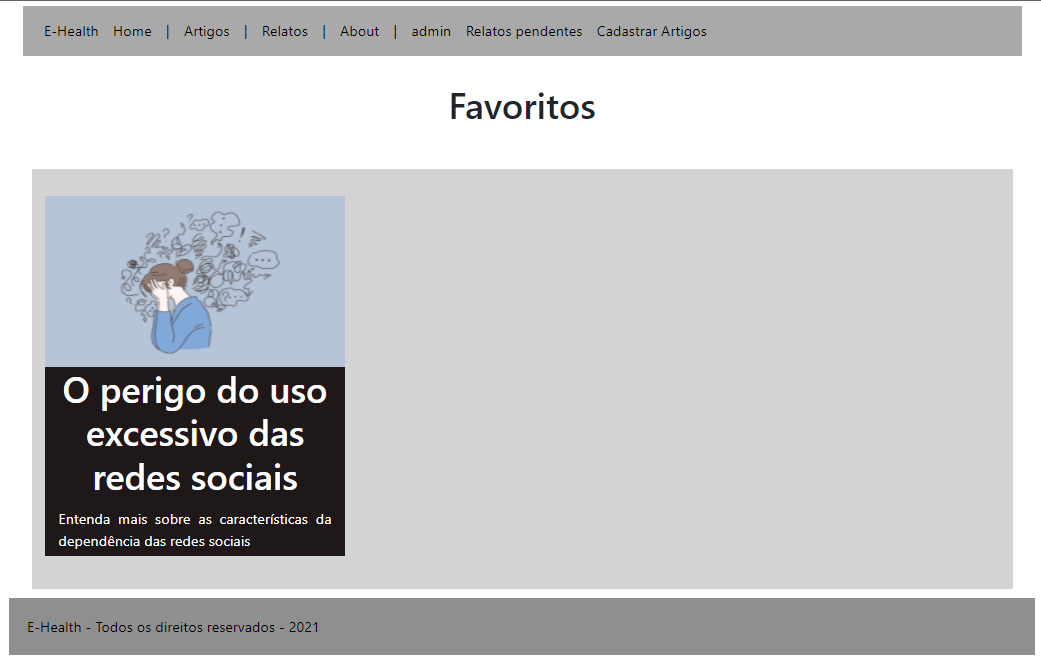 E-Health Home | Artigos | Relatos | About | admin Relatos pendentes Cadastrar Artigos
Favoritos
O perigo do uso
excessivo das
redes sociais
Entenda mais sobre as características da
dependência das redes sociais
E-Health - Todos os direitos reservados - 2021